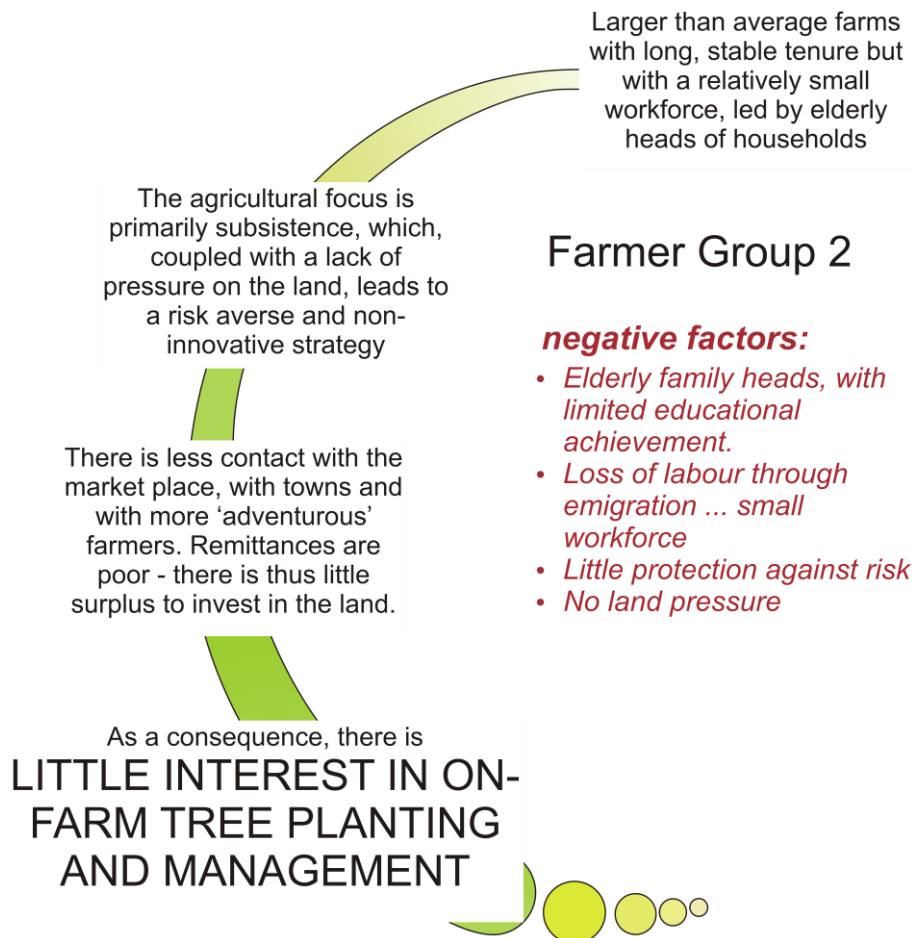 Larger than average farms
with long, stable tenure but
with a relatively small
workforce, led by elderly
heads of households
The agricultural focus is
primarily subsistence, which,
coupled with a lack of
pressure on the land, leads to
a risk averse and non-
innovative strategy
There is less contact with the
market place, with towns and
with more ‘adventurous’
farmers. Remittances are
poor - there is thus little
surplus to invest in the land.
As a consequence, there is
LITTLE INTEREST IN ON-
FARM TREE PLANTING
AND MANAGEMENT
Farmer Group 2
negative factors:
• Elderly family heads, with
limited educational
achievement.
• Loss of labour through
emigration ... small
workforce
• Little protection against risk
• No land pressure